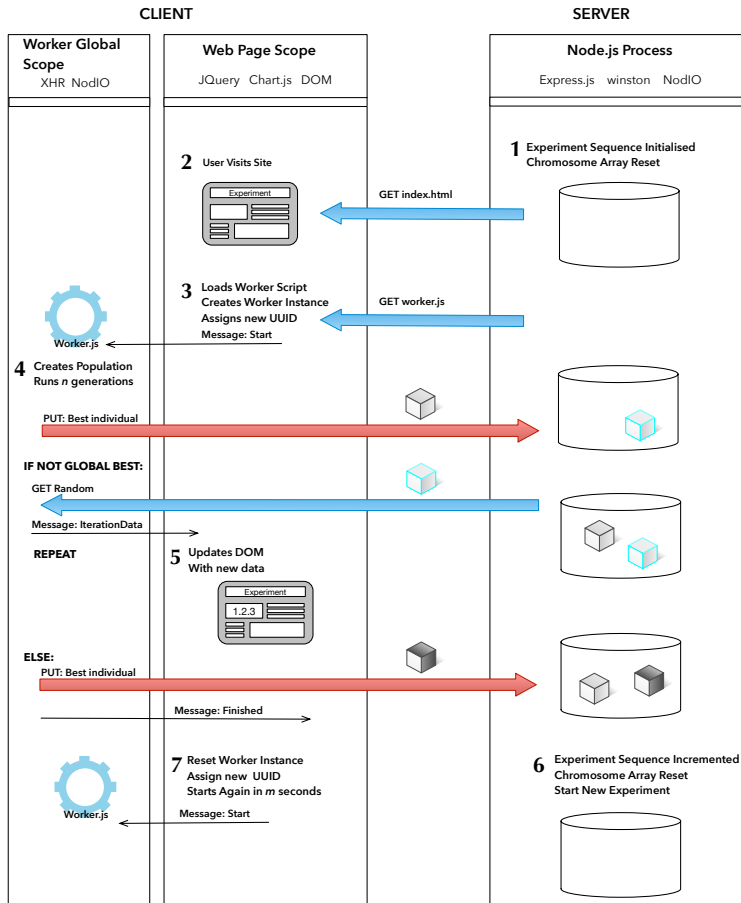 CLIENT
SERVER
Worker Global
Scope
XHR NodIO
Web Page Scope
JQuery Chart.js DOM
Node.js Process
Express.js winston NodIO
1 Experiment Sequence Initialised
Chromosome Array Reset
2 User Visits Site
Experiment
GET index.html
3 Loads Worker Script
Creates Worker Instance
Assigns new UUID
GET worker.js
Message: Start
Worker.js
4 Creates Population
Runs n generations
PUT: Best individual
IF NOT GLOBAL BEST:
GET Random
Message: IterationData
REPEAT
5 Updates DOM
With new data
Experiment
1.2.3
ELSE:
PUT: Best individual
Message: Finished
7 Reset Worker Instance
Assign new UUID
Starts Again in m seconds
Message: Start
Worker.js
6 Experiment Sequence Incremented
Chromosome Array Reset
Start New Experiment